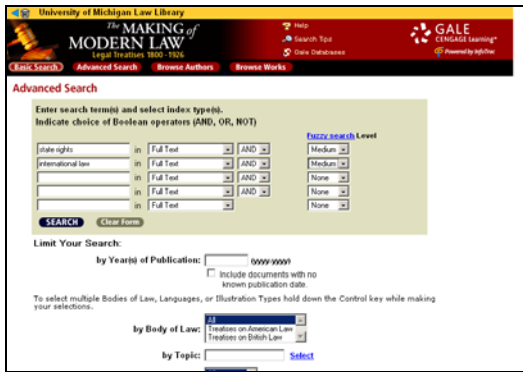 University of Michigan Law Library
The MAKING of
MODERN LAW
Legal Treatises 1800 - 1926
Help
Search Tips
Gale Databases
GALE
CENGAGE Learning™
Powered by InfoTrac
Basic Search
Advanced Search
Browse Authors
Browse Works
Advanced Search
Enter search term(s) and select index type(s).
Indicate choice of Boolean operators (AND, OR, NOT)
Fuzzy search Level
state rights in Full Text AND Medium
international law in Full Text AND Medium
in Full Text AND None
in Full Text AND None
in Full Text None
SEARCH Clear Form
Limit Your Search:
by Year(s) of Publication: (yyyy-yyyy)
Include documents with no
known publication date.
To select multiple Bodies of Law, Languages, or Illustration Types hold down the Control key while making
your selections.
by Body of Law: All
Treatises on American Law
Treatises on British Law
by Topic: Select